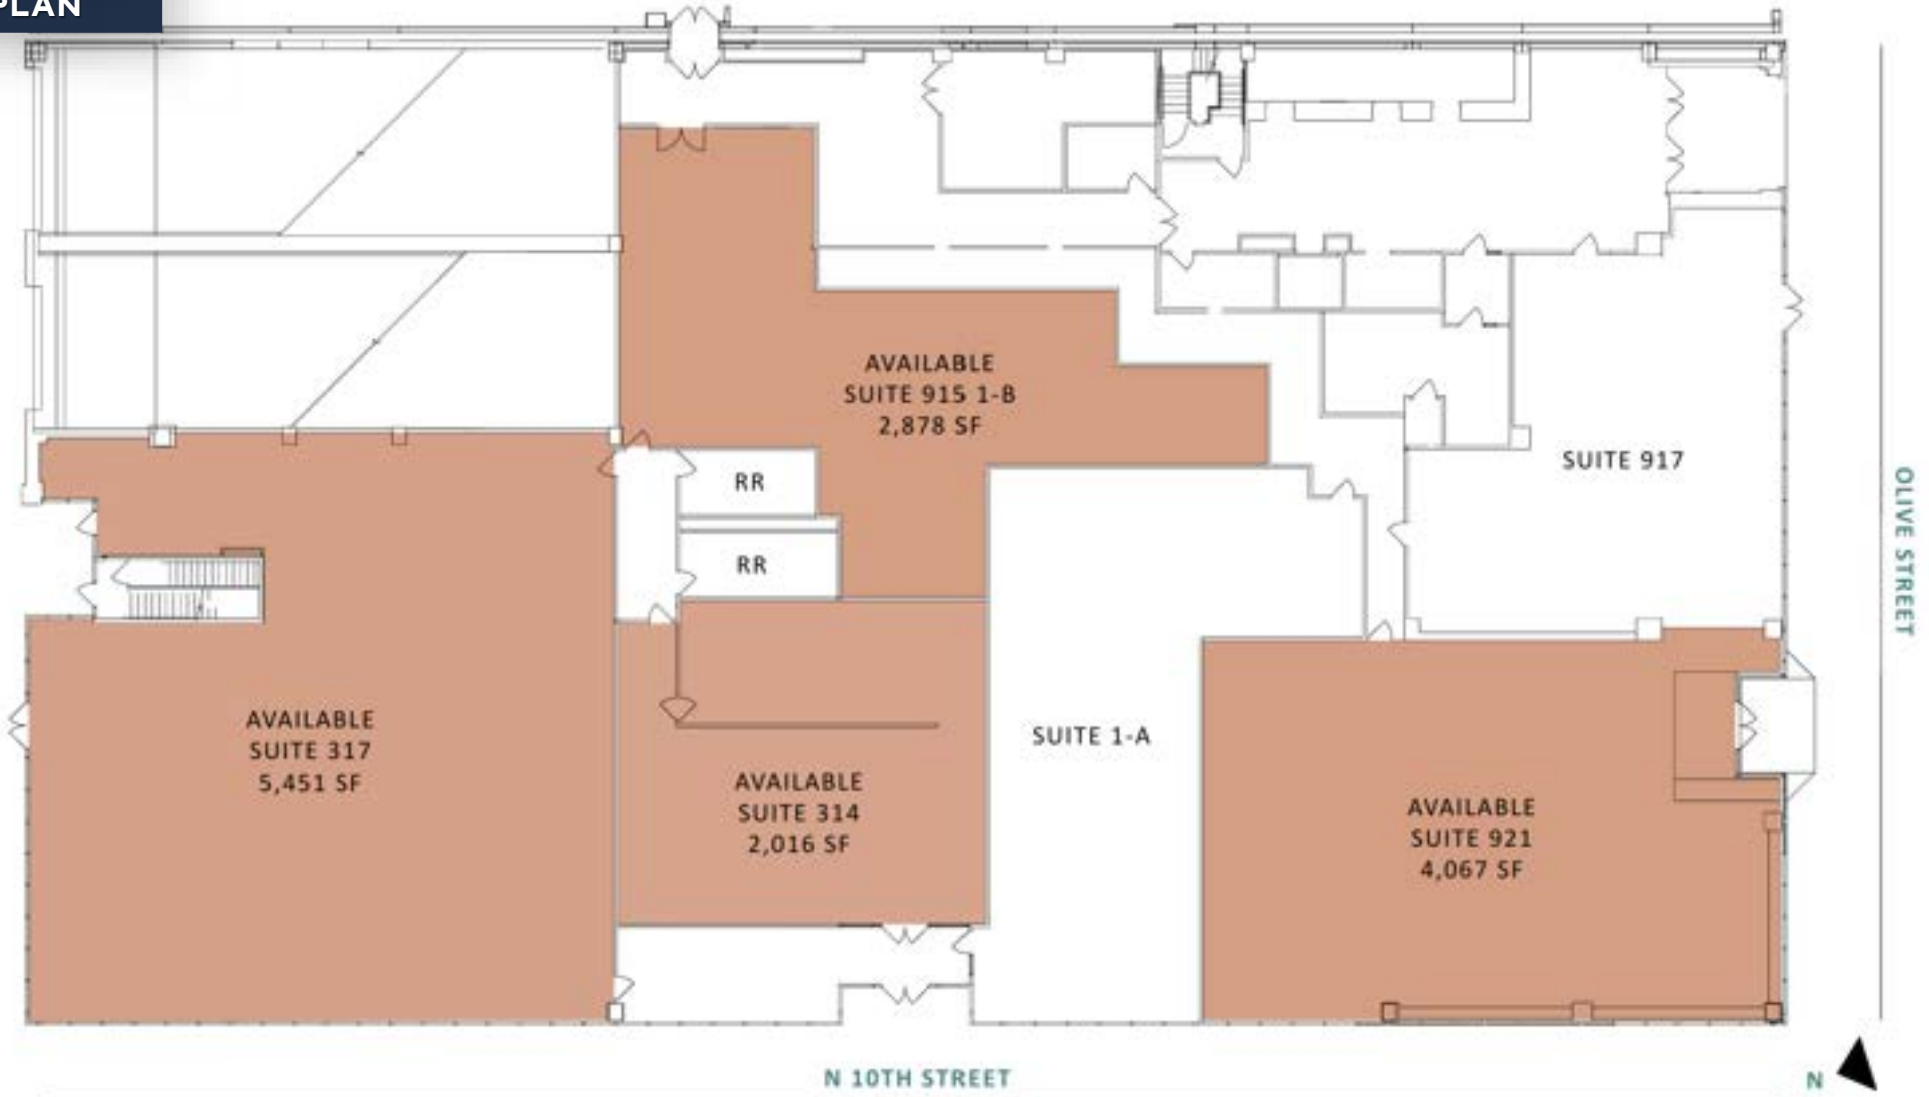 PLAN
AVAILABLE
SUITE 915 1-B
2,878 SF
RR
RR
SUITE 917
OLIVE STREET
AVAILABLE
SUITE 317
5,451 SF
AVAILABLE
SUITE 314
2,016 SF
SUITE 1-A
AVAILABLE
SUITE 921
4,067 SF
N 10TH STREET
N